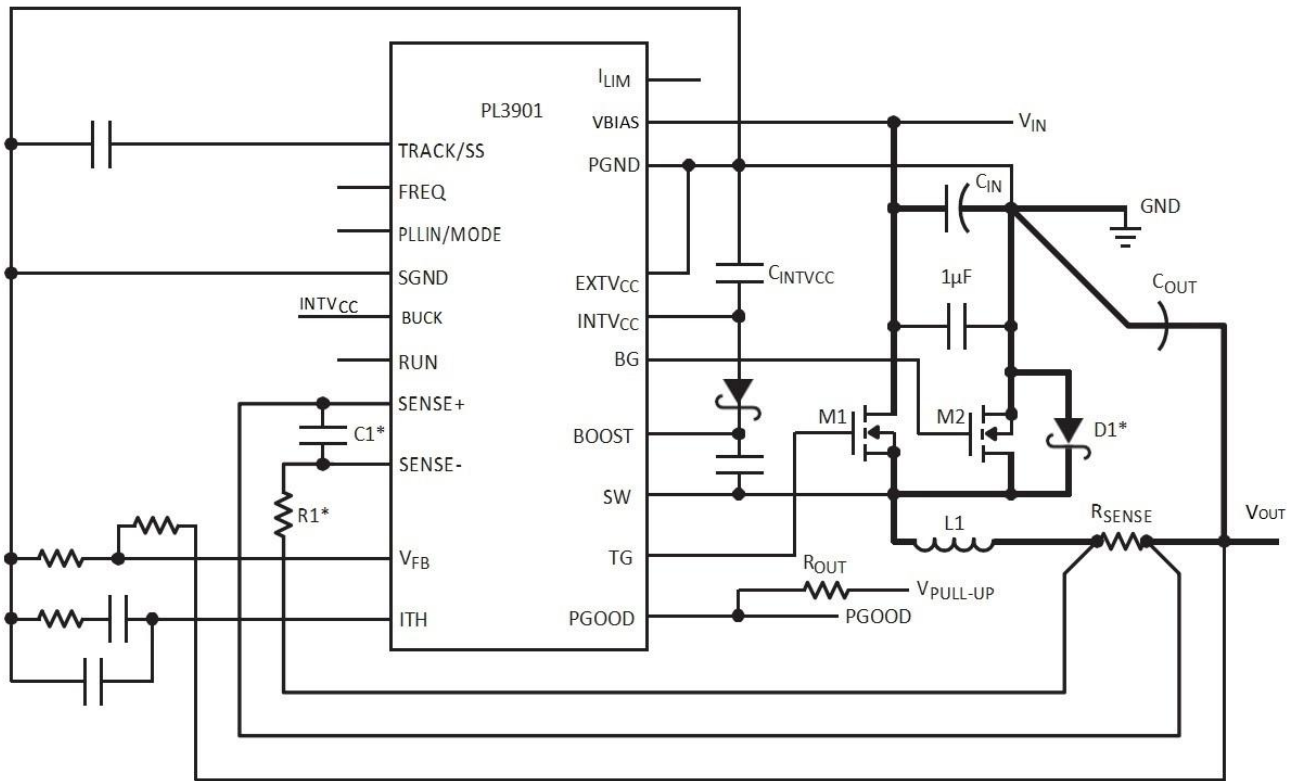 PL3901
I_LIM
VBIAS
V_IN
TRACK/SS
PGND
C_IN
FREQ
GND
PLLIN/MODE
SGND
EXTV_CC
C_INTVCC
1µF
C_OUT
INTV_CC
BUCK
INTV_CC
RUN
BG
SENSE+
C1*
BOOST
M1
M2
D1*
SENSE-
SW
R1*
L1
R_SENSE
V_OUT
V_FB
TG
R_OUT
V_PULL-UP
ITH
PGOOD
PGOOD